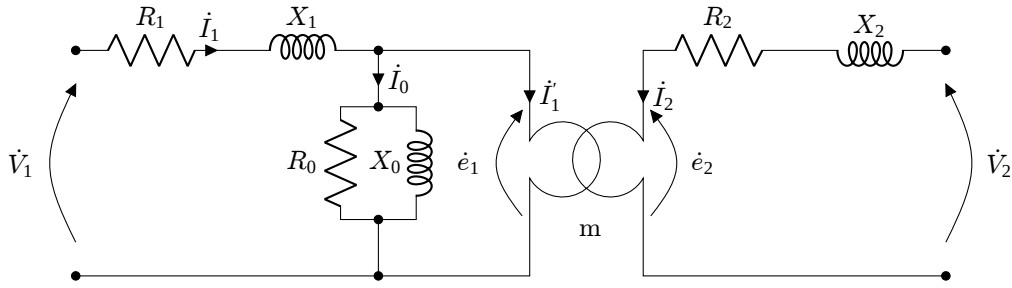 R₁
İ₁
X₁
R₂
X₂
İ₀
İ₁'
İ₂
V̇₁
R₀
X₀
ė₁
ė₂
V̇₂
m